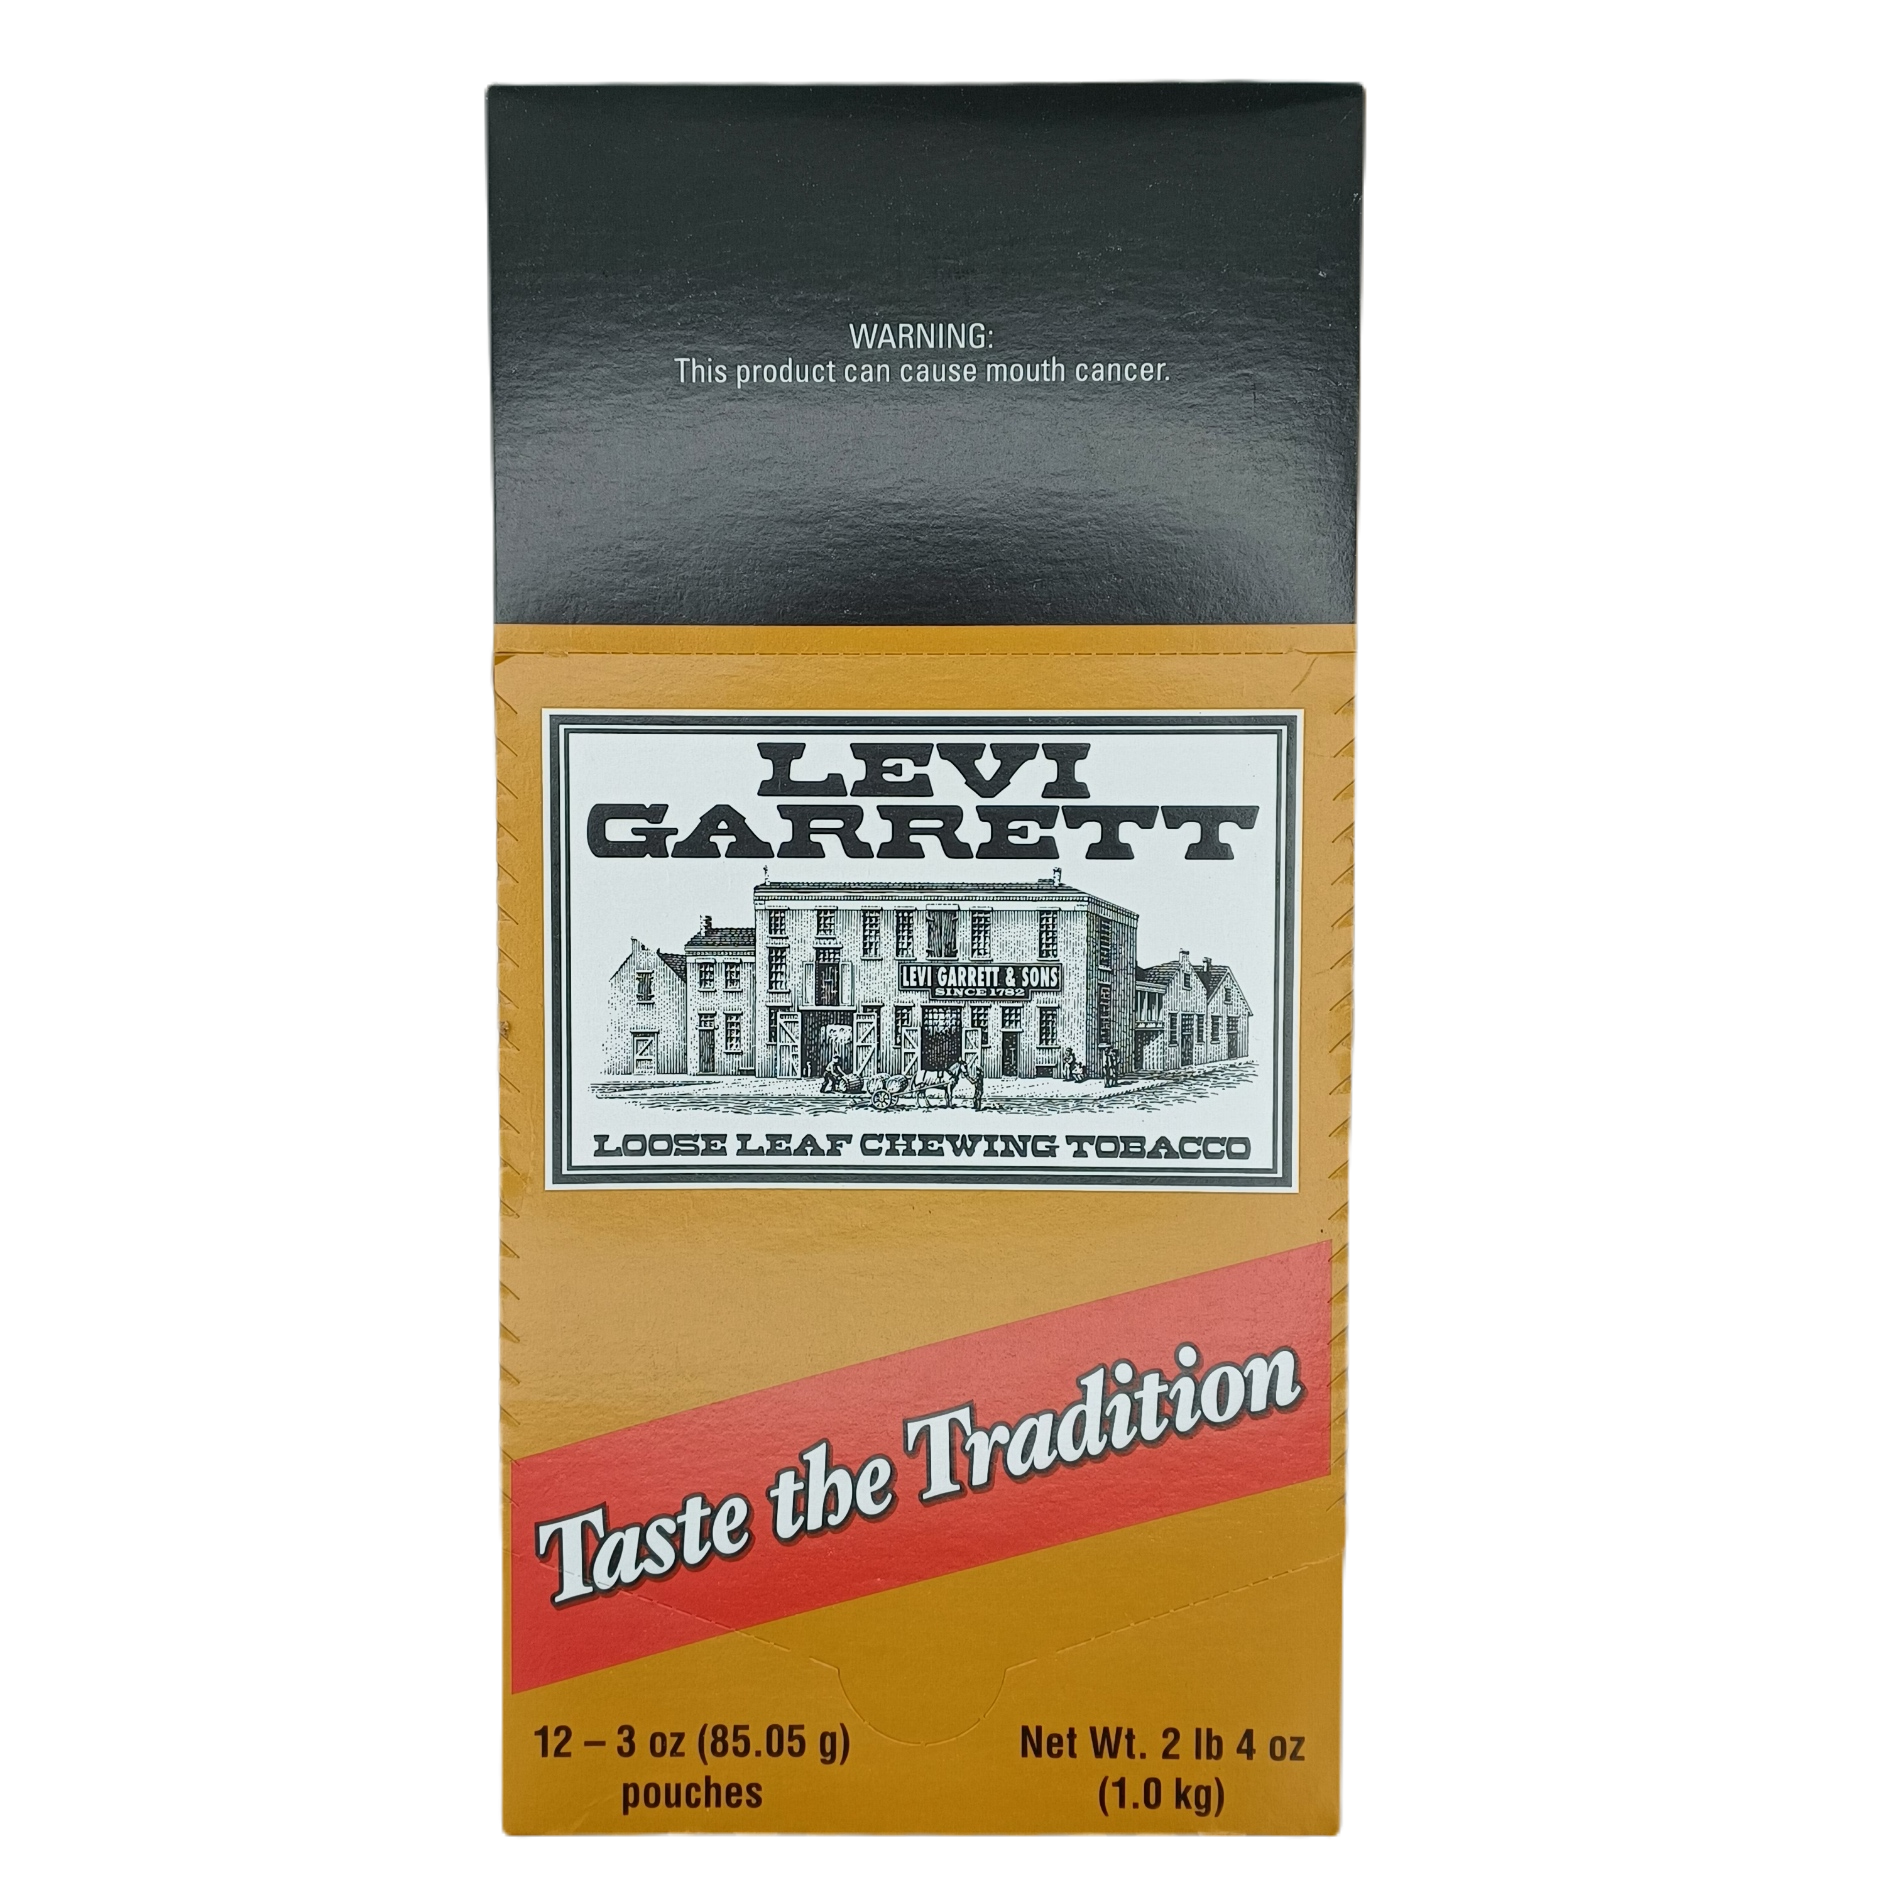 WARNING:
This product can cause mouth cancer.
LEVI
GARRETT
LEVI GARRETT & SONS
SINCE 1782
LOOSE LEAF CHEWING TOBACCO
Taste the Tradition
12 – 3 oz (85.05 g)
pouches
Net Wt. 2 lb 4 oz
(1.0 kg)